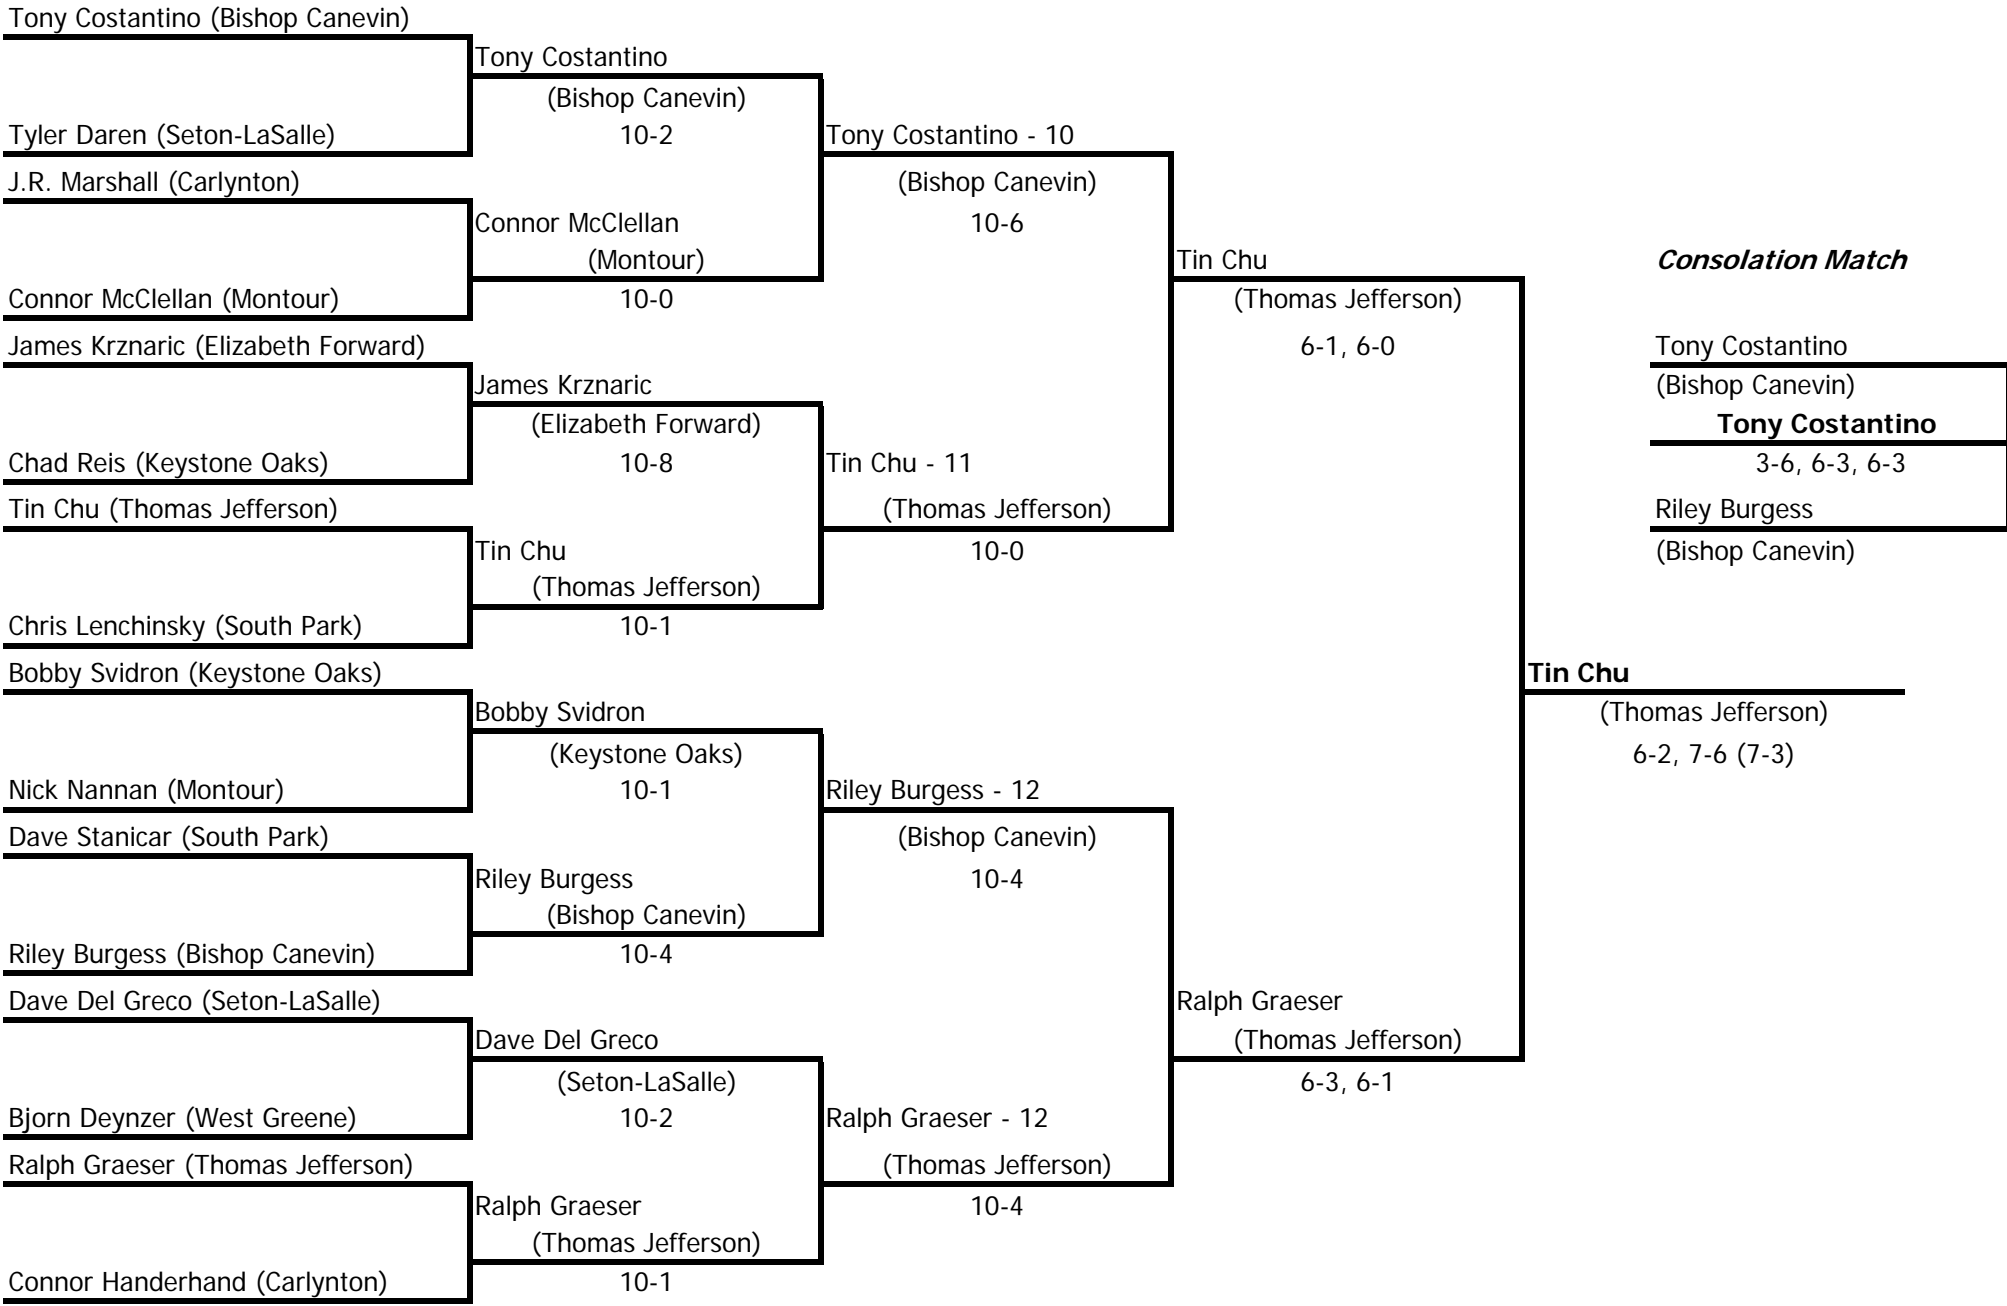 Tony Costantino (Bishop Canevin)
Tyler Daren (Seton-LaSalle)
J.R. Marshall (Carlynton)
Connor McClellan (Montour)
James Krznaric (Elizabeth Forward)
Chad Reis (Keystone Oaks)
Tin Chu (Thomas Jefferson)
Chris Lenchinsky (South Park)
Bobby Svidron (Keystone Oaks)
Nick Nannan (Montour)
Dave Stanicar (South Park)
Riley Burgess (Bishop Canevin)
Dave Del Greco (Seton-LaSalle)
Bjorn Deynzer (West Greene)
Ralph Graeser (Thomas Jefferson)
Connor Handerhand (Carlynton)
Tony Costantino
(Bishop Canevin)
10-2
Connor McClellan
(Montour)
10-0
James Krznaric
(Elizabeth Forward)
10-8
Tin Chu
(Thomas Jefferson)
10-1
Bobby Svidron
(Keystone Oaks)
10-1
Riley Burgess
(Bishop Canevin)
10-4
Dave Del Greco
(Seton-LaSalle)
10-2
Ralph Graeser
(Thomas Jefferson)
10-1
Tony Costantino - 10
(Bishop Canevin)
10-6
Tin Chu - 11
(Thomas Jefferson)
10-0
Riley Burgess - 12
(Bishop Canevin)
10-4
Ralph Graeser - 12
(Thomas Jefferson)
10-4
Tin Chu
(Thomas Jefferson)
6-1, 6-0
Ralph Graeser
(Thomas Jefferson)
6-3, 6-1
Tin Chu
(Thomas Jefferson)
6-2, 7-6 (7-3)
Consolation Match
Tony Costantino
(Bishop Canevin)
Tony Costantino
3-6, 6-3, 6-3
Riley Burgess
(Bishop Canevin)